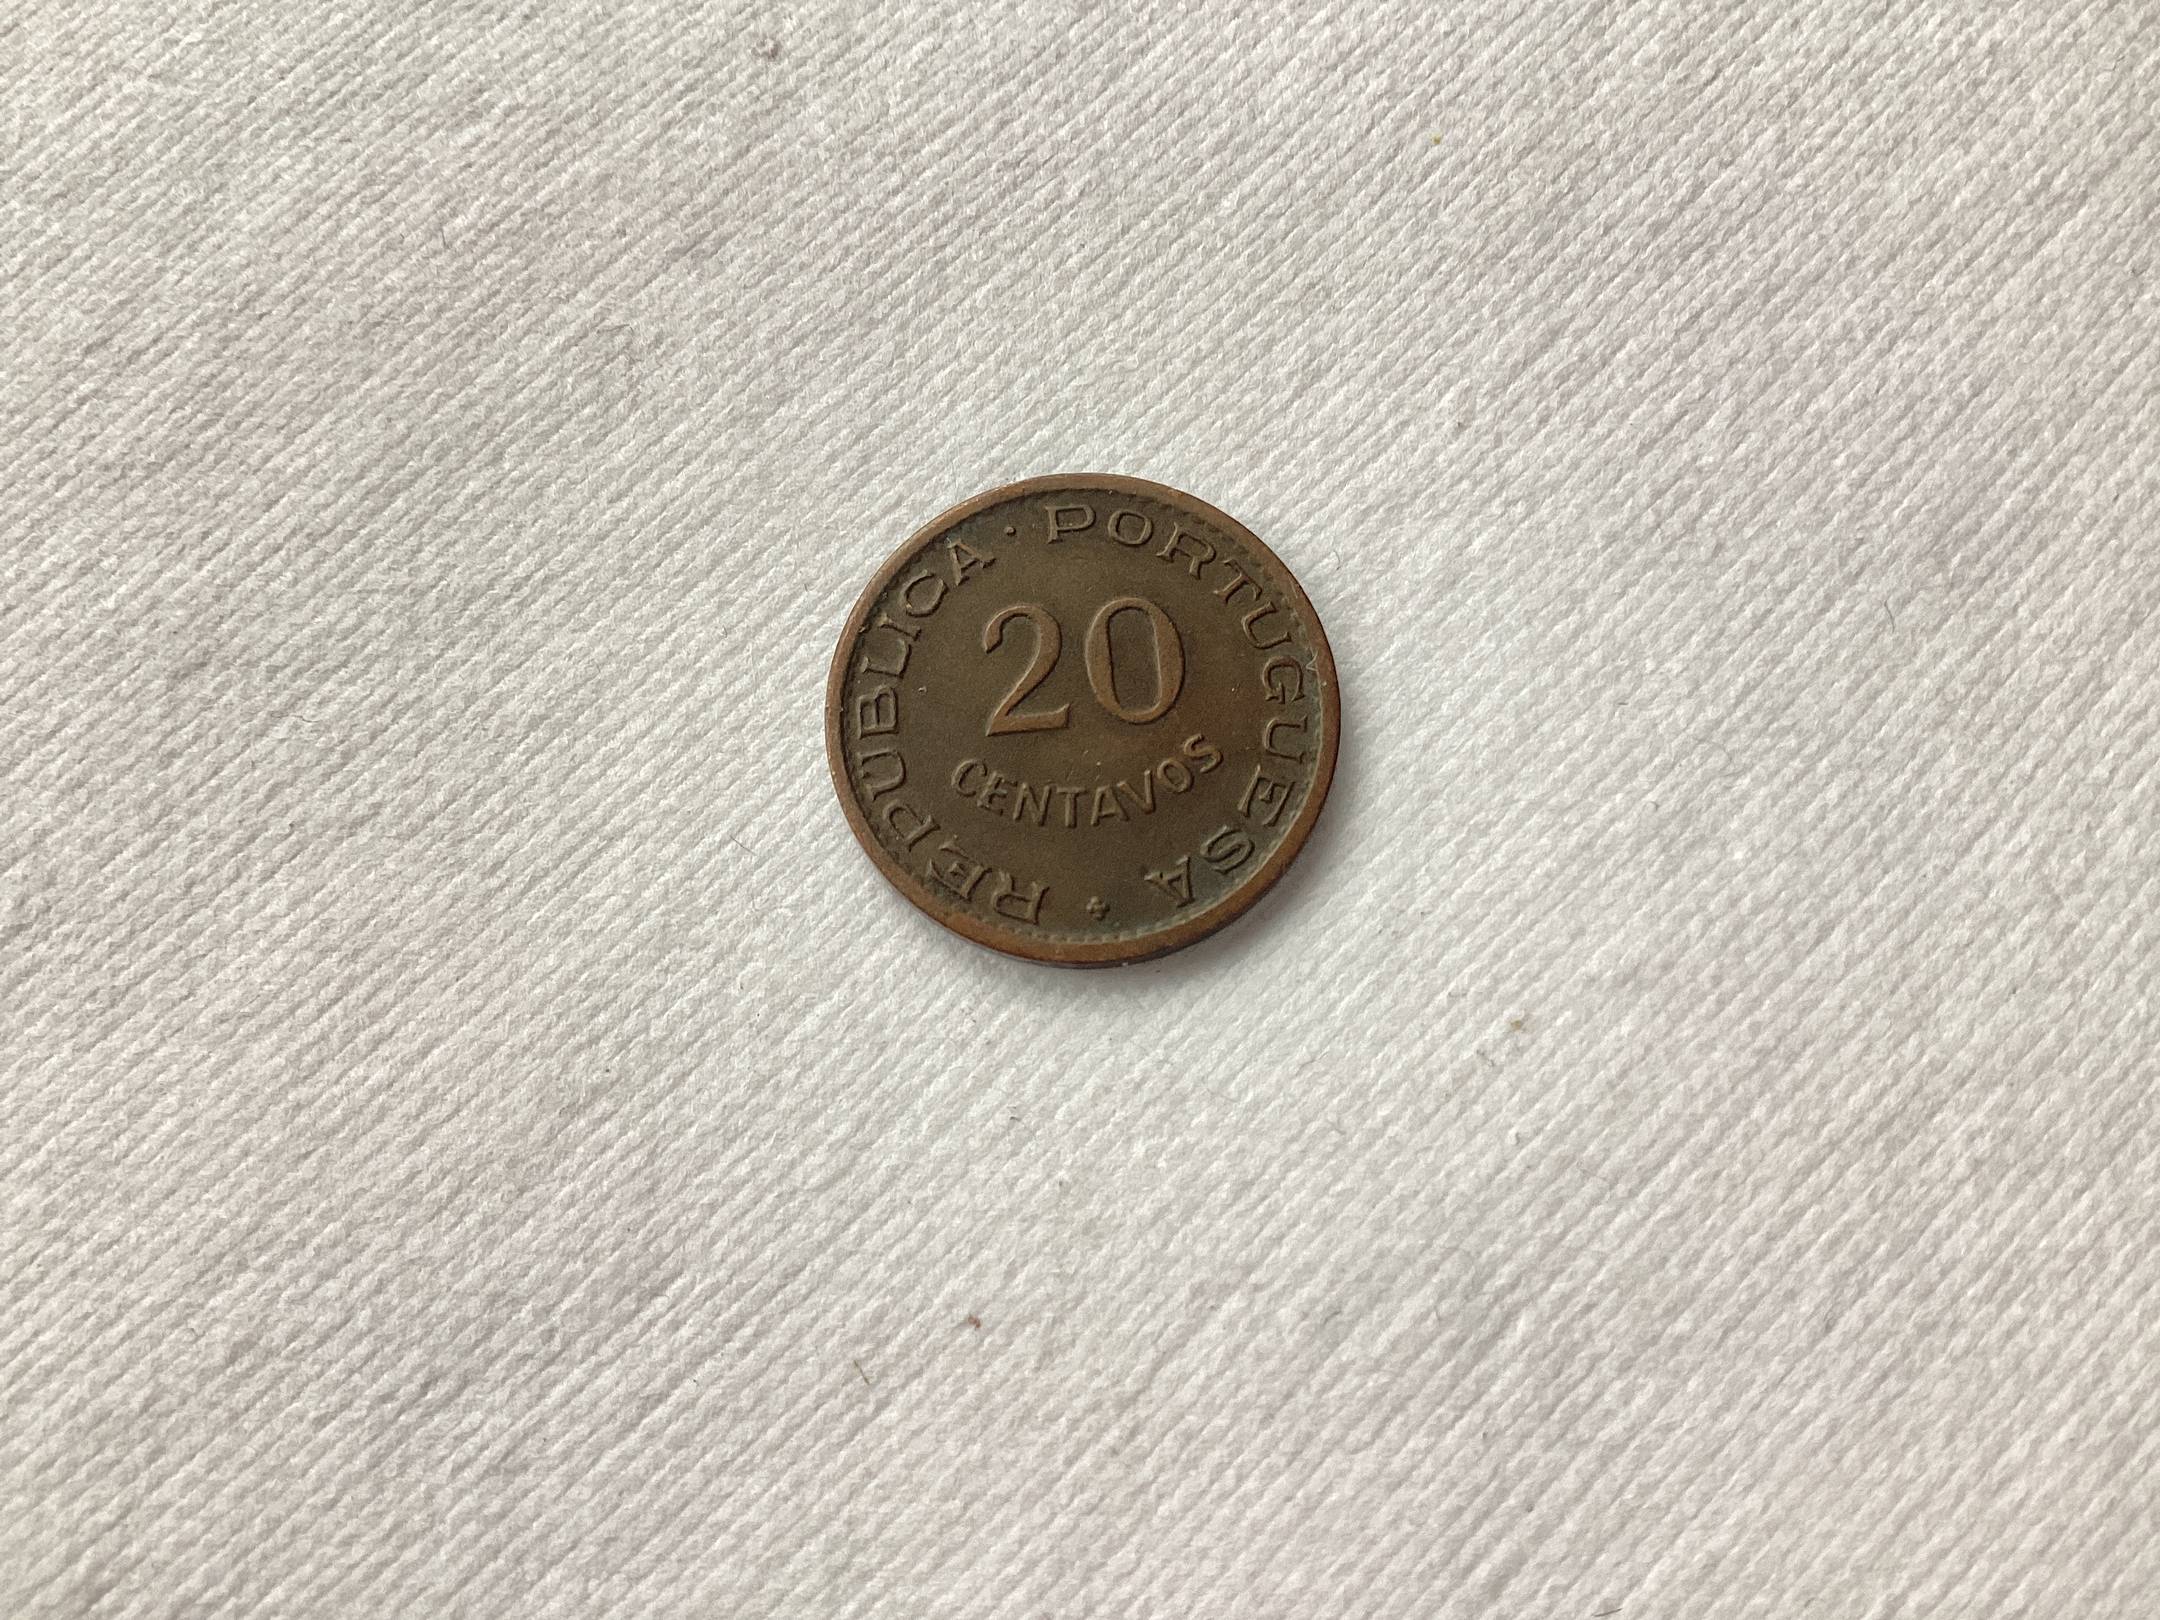 REPUBLICA · PORTUGUESA
20
CENTAVOS